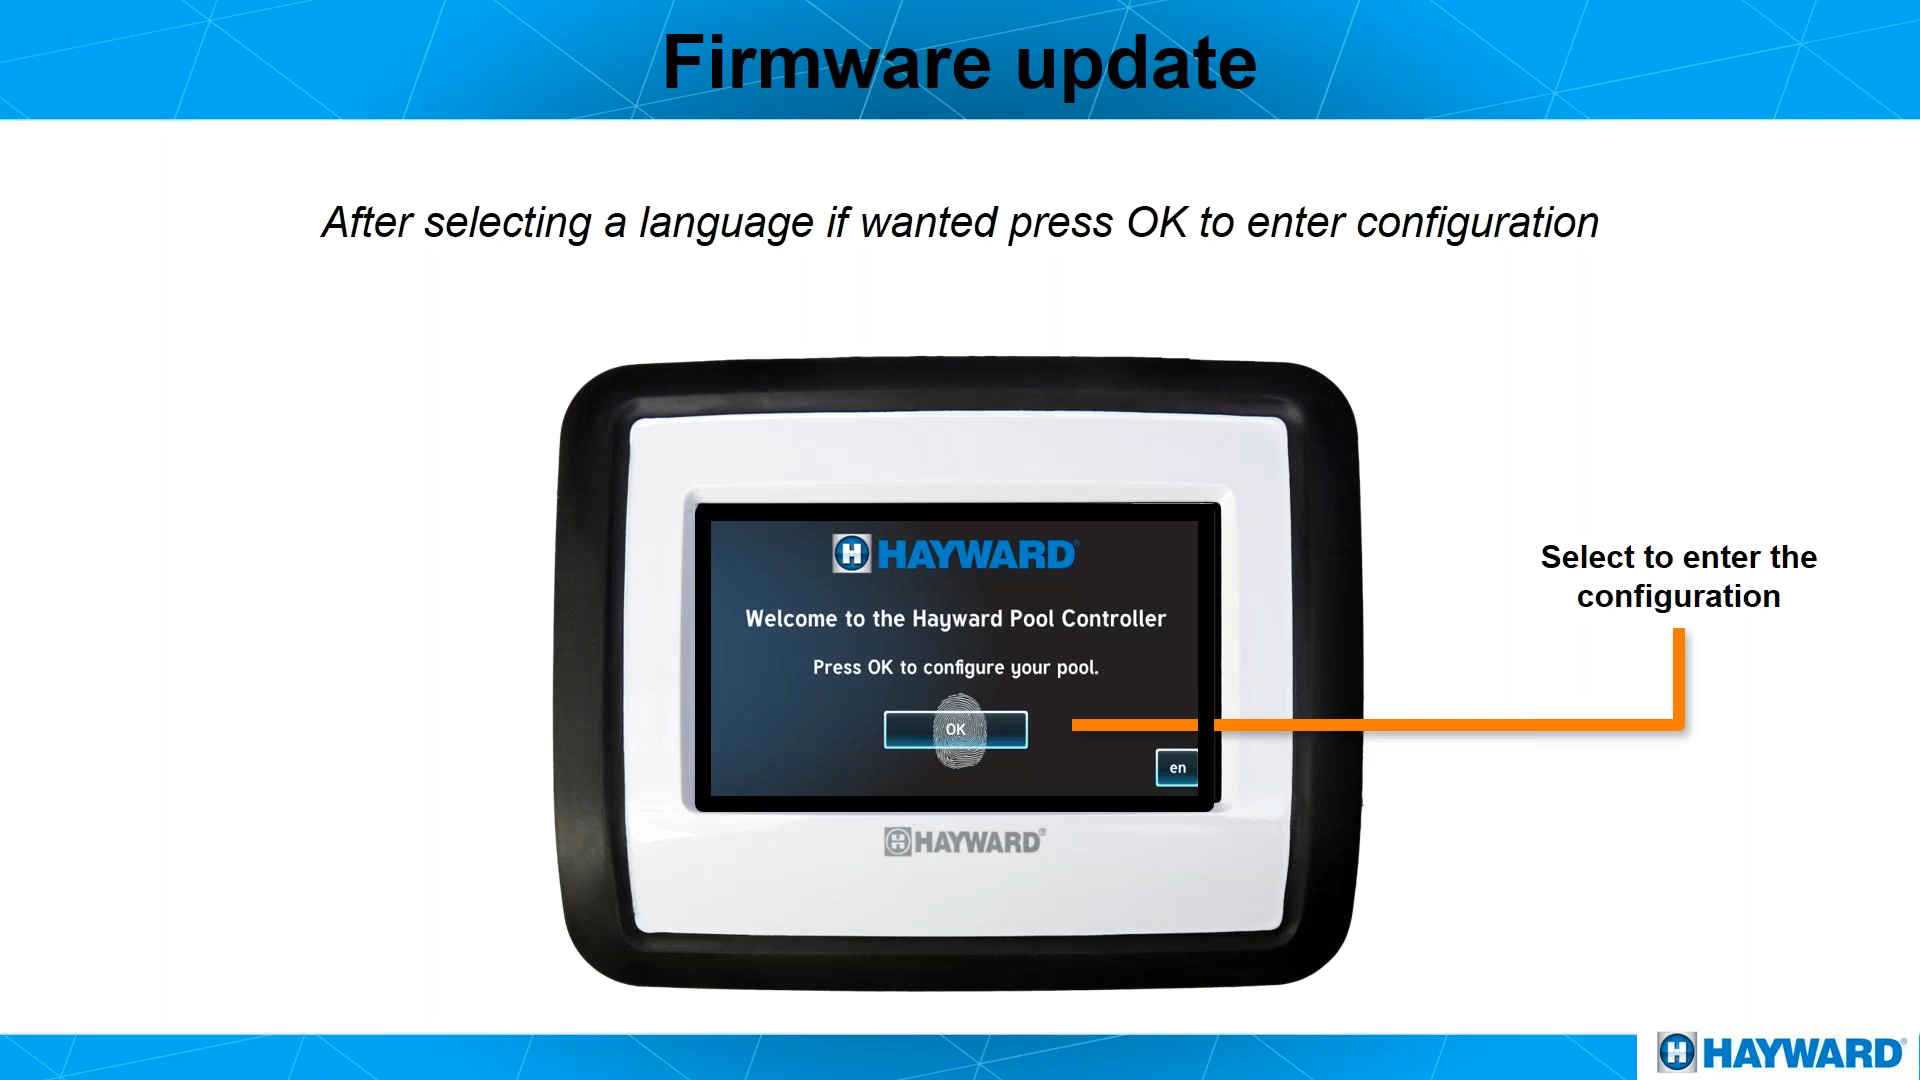 Firmware update
After selecting a language if wanted press OK to enter configuration
H HAYWARD®
Welcome to the Hayward Pool Controller
Press OK to configure your pool.
OK
en
Select to enter the
configuration
H HAYWARD®
H HAYWARD®